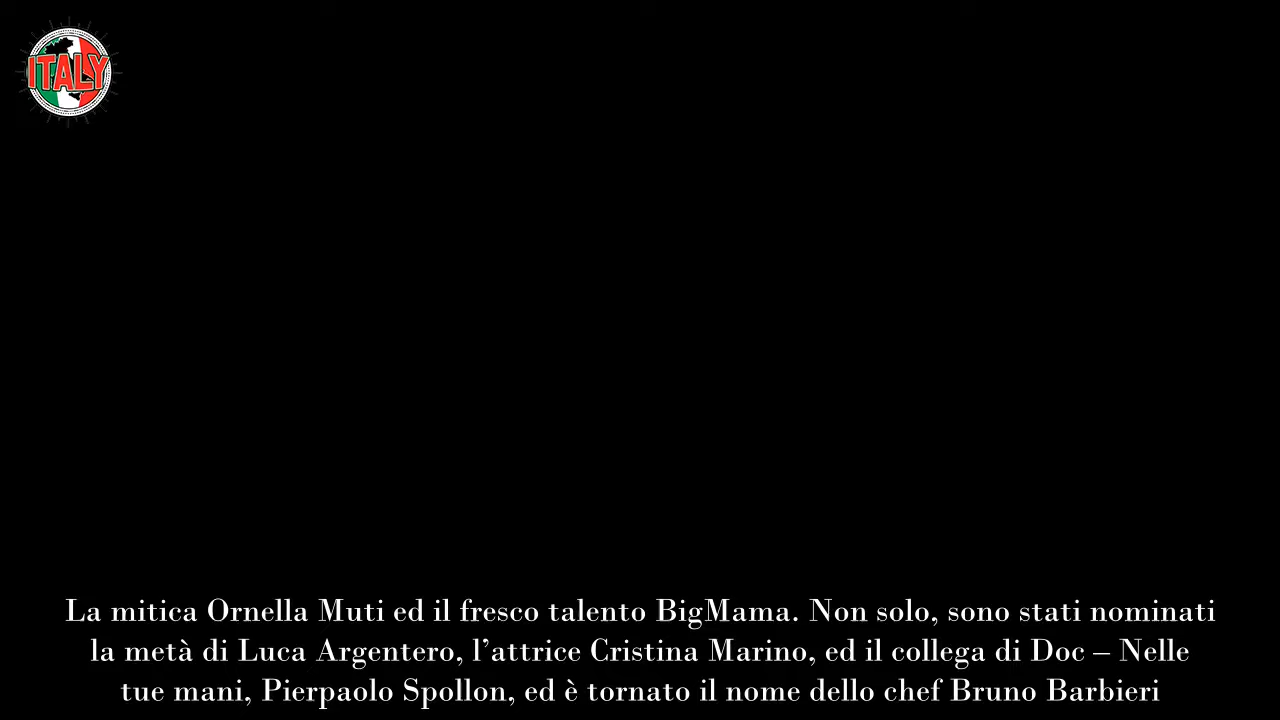 ITALY
La mitica Ornella Muti ed il fresco talento BigMama. Non solo, sono stati nominati
la metà di Luca Argentero, l’attrice Cristina Marino, ed il collega di Doc – Nelle
tue mani, Pierpaolo Spollon, ed è tornato il nome dello chef Bruno Barbieri